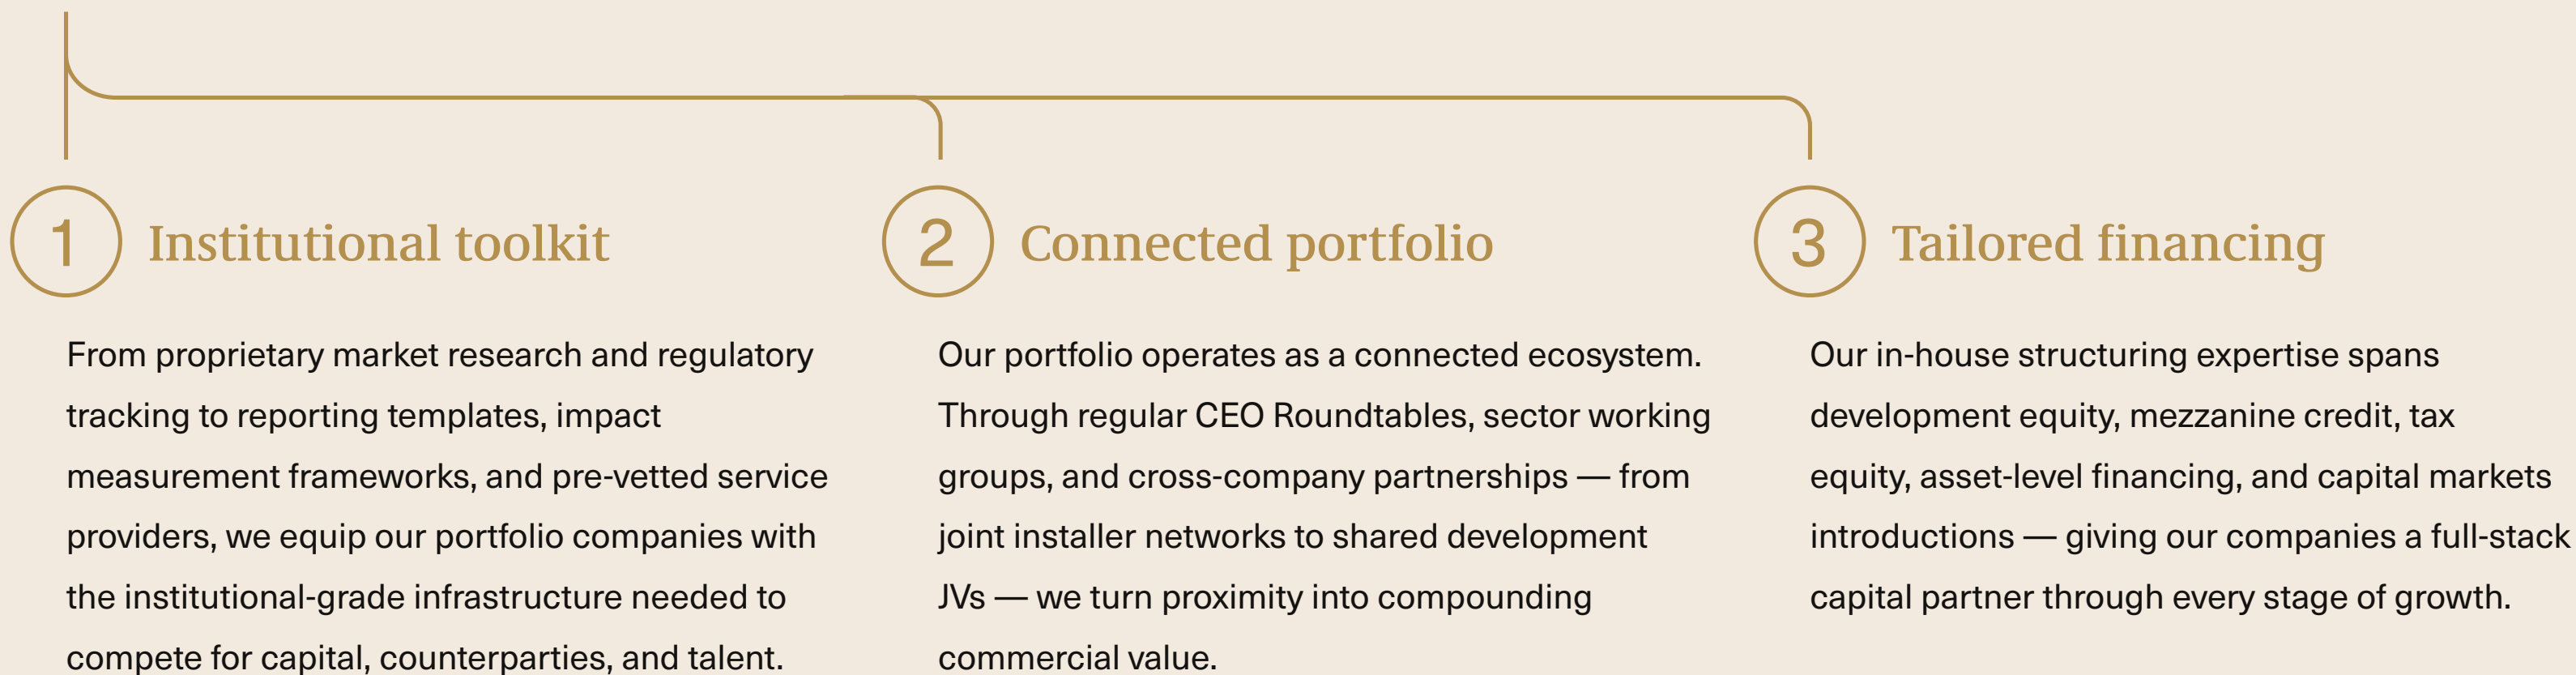 1 Institutional toolkit
From proprietary market research and regulatory
tracking to reporting templates, impact
measurement frameworks, and pre-vetted service
providers, we equip our portfolio companies with
the institutional-grade infrastructure needed to
compete for capital, counterparties, and talent.
2 Connected portfolio
Our portfolio operates as a connected ecosystem.
Through regular CEO Roundtables, sector working
groups, and cross-company partnerships — from
joint installer networks to shared development
JVs — we turn proximity into compounding
commercial value.
3 Tailored financing
Our in-house structuring expertise spans
development equity, mezzanine credit, tax
equity, asset-level financing, and capital markets
introductions — giving our companies a full-stack
capital partner through every stage of growth.